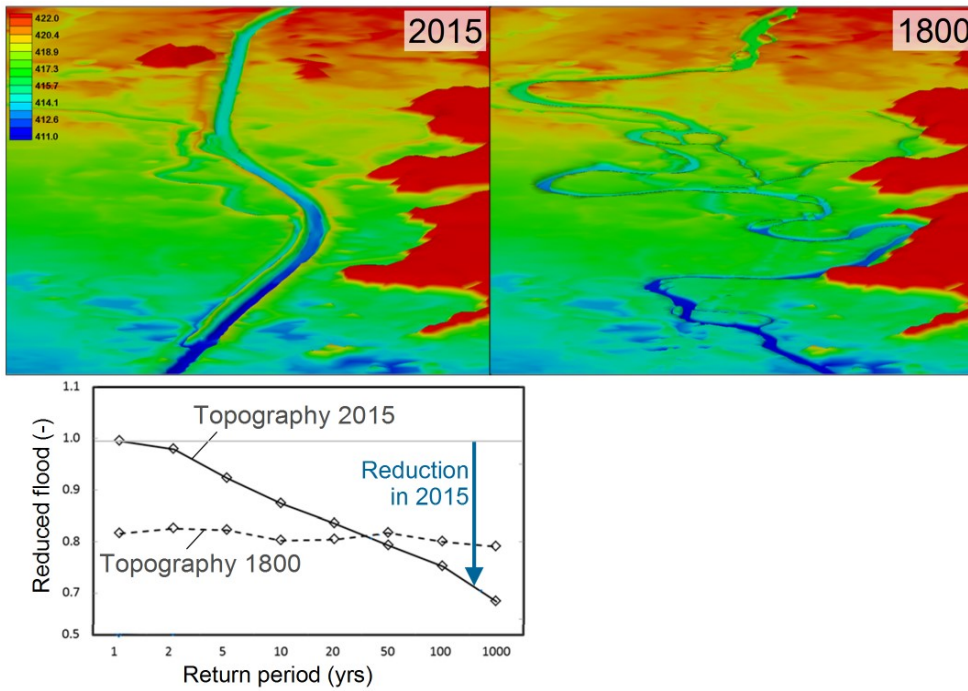 422.0
420.4
418.9
417.3
415.7
414.1
412.6
411.0
2015
1800
1.1
1.0
0.9
0.8
0.7
0.5
Reduced flood (-)
Topography 2015
Reduction
in 2015
Topography 1800
1 2 5 10 20 50 100 1000
Return period (yrs)